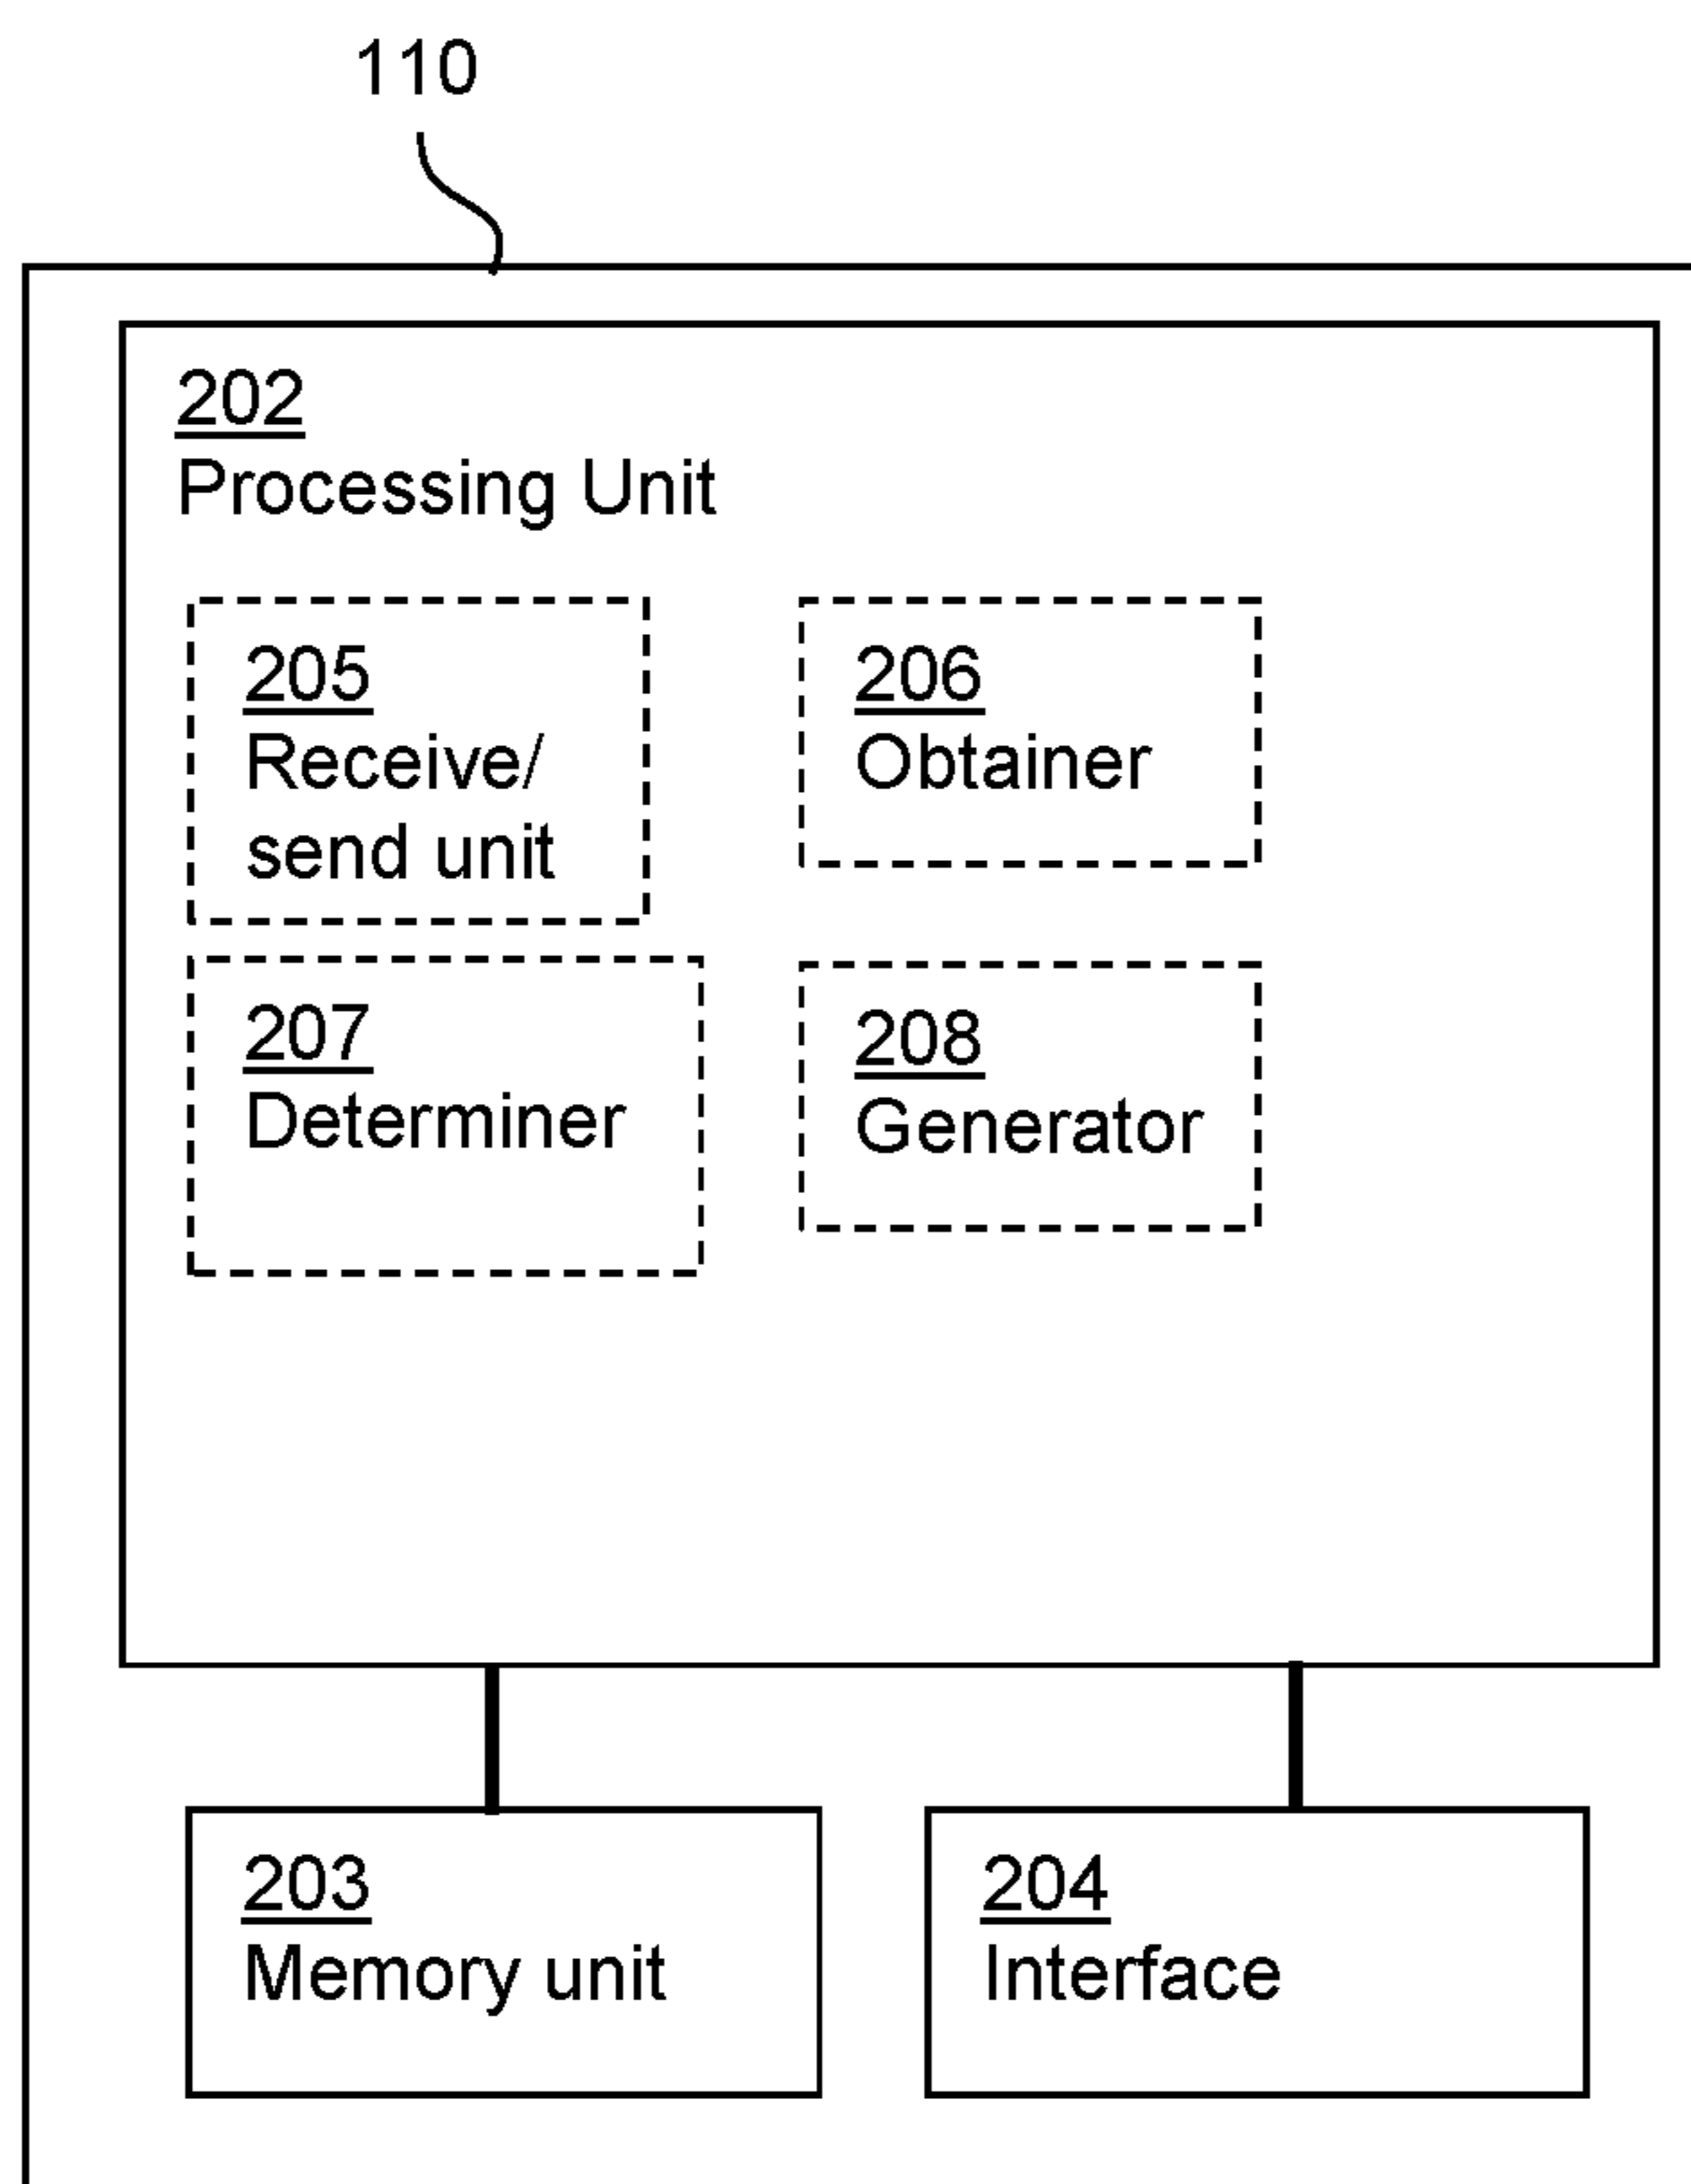 110
202
Processing Unit
205
Receive/
send unit
206
Obtainer
207
Determiner
208
Generator
203
Memory unit
204
Interface